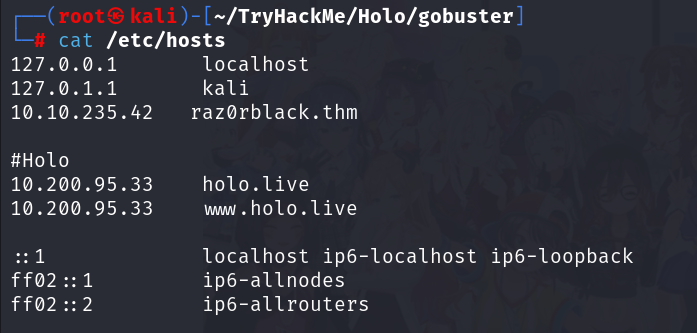 ┌──(root㉿kali)-[~/TryHackMe/Holo/gobuster]
└─# cat /etc/hosts
127.0.0.1       localhost
127.0.1.1       kali
10.10.235.42   raz0rblack.thm

#Holo
10.200.95.33    holo.live
10.200.95.33    www.holo.live

::1             localhost ip6-localhost ip6-loopback
ff02::1         ip6-allnodes
ff02::2         ip6-allrouters